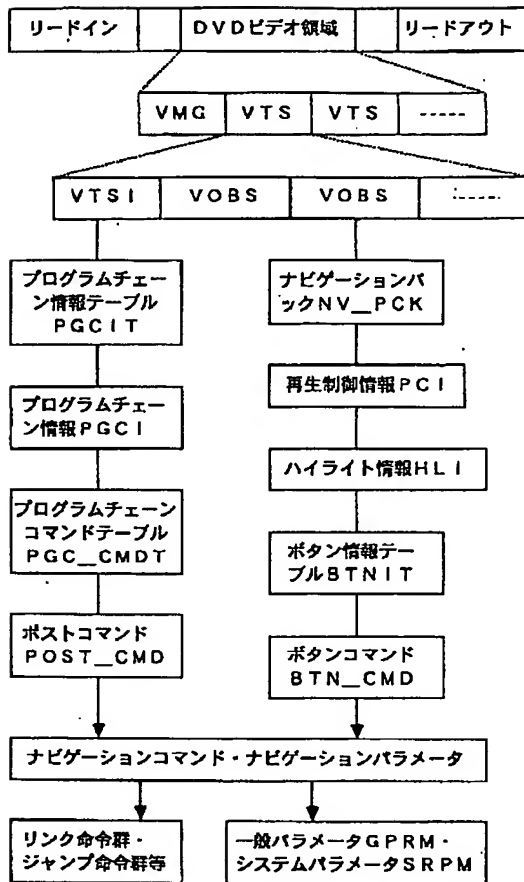 リードイン　DVDビデオ領域　リードアウト
VMG　VTS　VTS　-----
VTSI　VOBS　VOBS　-----
プログラムチェー
ン情報テーブル
PGCIT
ナビゲーションパ
ックNV__PCK
再生制御情報PCI
プログラムチェー
ン情報PGCI
ハイライト情報HLI
プログラムチェーン
コマンドテーブル
PGC__CMDT
ボタン情報テー
ブルBTNIT
ポストコマンド
POST__CMD
ボタンコマンド
BTN__CMD
ナビゲーションコマンド・ナビゲーションパラメータ
リンク命令群・
ジャンプ命令群等
一般パラメータGPRM・
システムパラメータSRPM